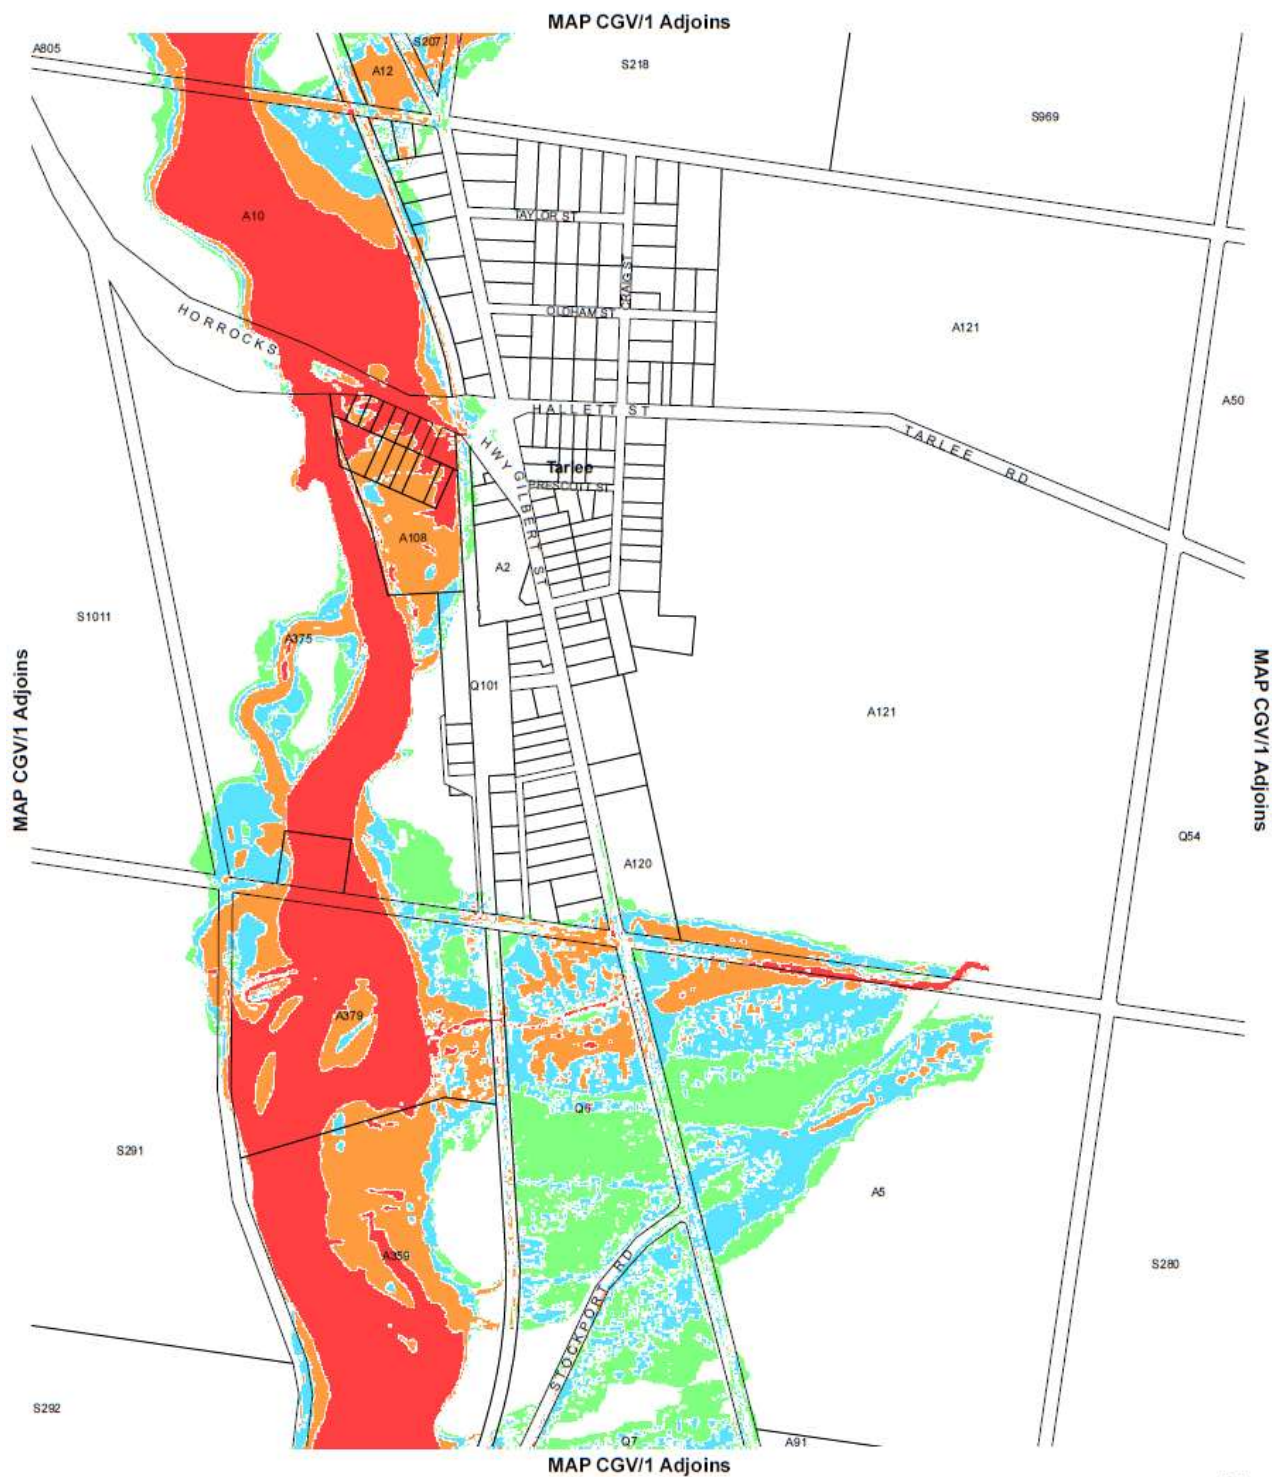 MAP CGV/1 Adjoins
A805
S207
A12
S218
S969
A10
TAYLOR ST
CRAIG ST
HORROCKS
OLDHAM ST
A121
A50
HALLETT ST
TARLEE RD
HWY
Tarlee
PRESCOTT ST
GILBERT ST
A108
A2
S1011
A375
Q101
MAP CGV/1 Adjoins
MAP CGV/1 Adjoins
A121
Q54
A120
A379
Q6
S291
A5
A359
STOCKPORT RD
S280
S292
Q7
A91
MAP CGV/1 Adjoins